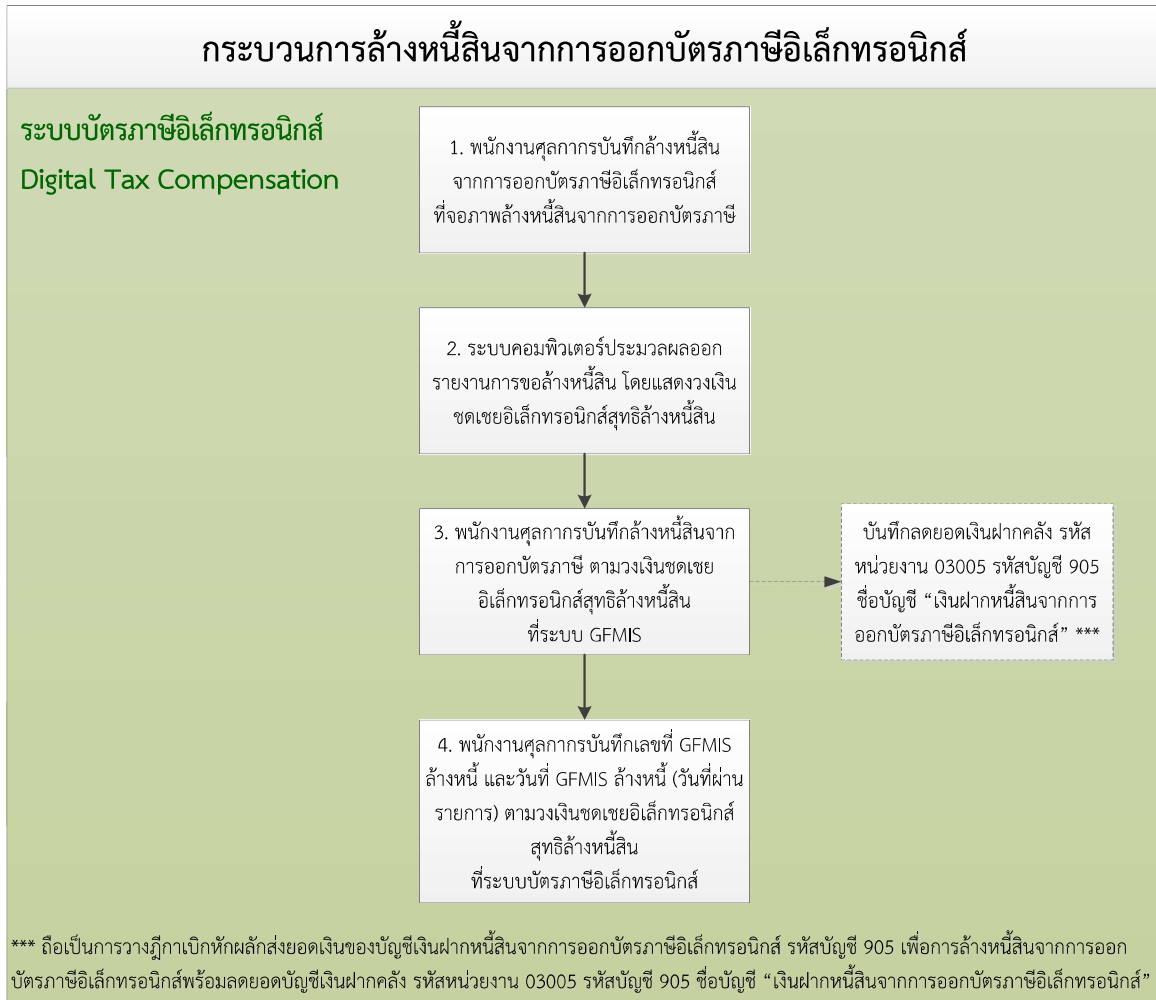 กระบวนการล้างหนี้สินจากการออกบัตรภาษีอิเล็กทรอนิกส์
ระบบบัตรภาษีอิเล็กทรอนิกส์
Digital Tax Compensation
1. พนักงานศุลกากรบันทึกล้างหนี้สิน
จากการออกบัตรภาษีอิเล็กทรอนิกส์
ที่จอภาพล้างหนี้สินจากการออกบัตรภาษี
2. ระบบคอมพิวเตอร์ประมวลผลออก
รายงานการขอล้างหนี้สิน โดยแสดงวงเงิน
ชดเชยอิเล็กทรอนิกส์สุทธิล้างหนี้สิน
3. พนักงานศุลกากรบันทึกล้างหนี้สินจาก
การออกบัตรภาษี ตามวงเงินชดเชย
อิเล็กทรอนิกส์สุทธิล้างหนี้สิน
ที่ระบบ GFMIS
บันทึกลดยอดเงินฝากคลัง รหัส
หน่วยงาน 03005 รหัสบัญชี 905
ชื่อบัญชี “เงินฝากหนี้สินจากการ
ออกบัตรภาษีอิเล็กทรอนิกส์” ***
4. พนักงานศุลกากรบันทึกเลขที่ GFMIS
ล้างหนี้ และวันที่ GFMIS ล้างหนี้ (วันที่ผ่าน
รายการ) ตามวงเงินชดเชยอิเล็กทรอนิกส์
สุทธิล้างหนี้สิน
ที่ระบบบัตรภาษีอิเล็กทรอนิกส์
*** ถือเป็นการวางฎีกาเบิกหักผลักส่งยอดเงินของบัญชีเงินฝากหนี้สินจากการออกบัตรภาษีอิเล็กทรอนิกส์ รหัสบัญชี 905 เพื่อการล้างหนี้สินจากการออก
บัตรภาษีอิเล็กทรอนิกส์พร้อมลดยอดบัญชีเงินฝากคลัง รหัสหน่วยงาน 03005 รหัสบัญชี 905 ชื่อบัญชี “เงินฝากหนี้สินจากการออกบัตรภาษีอิเล็กทรอนิกส์”